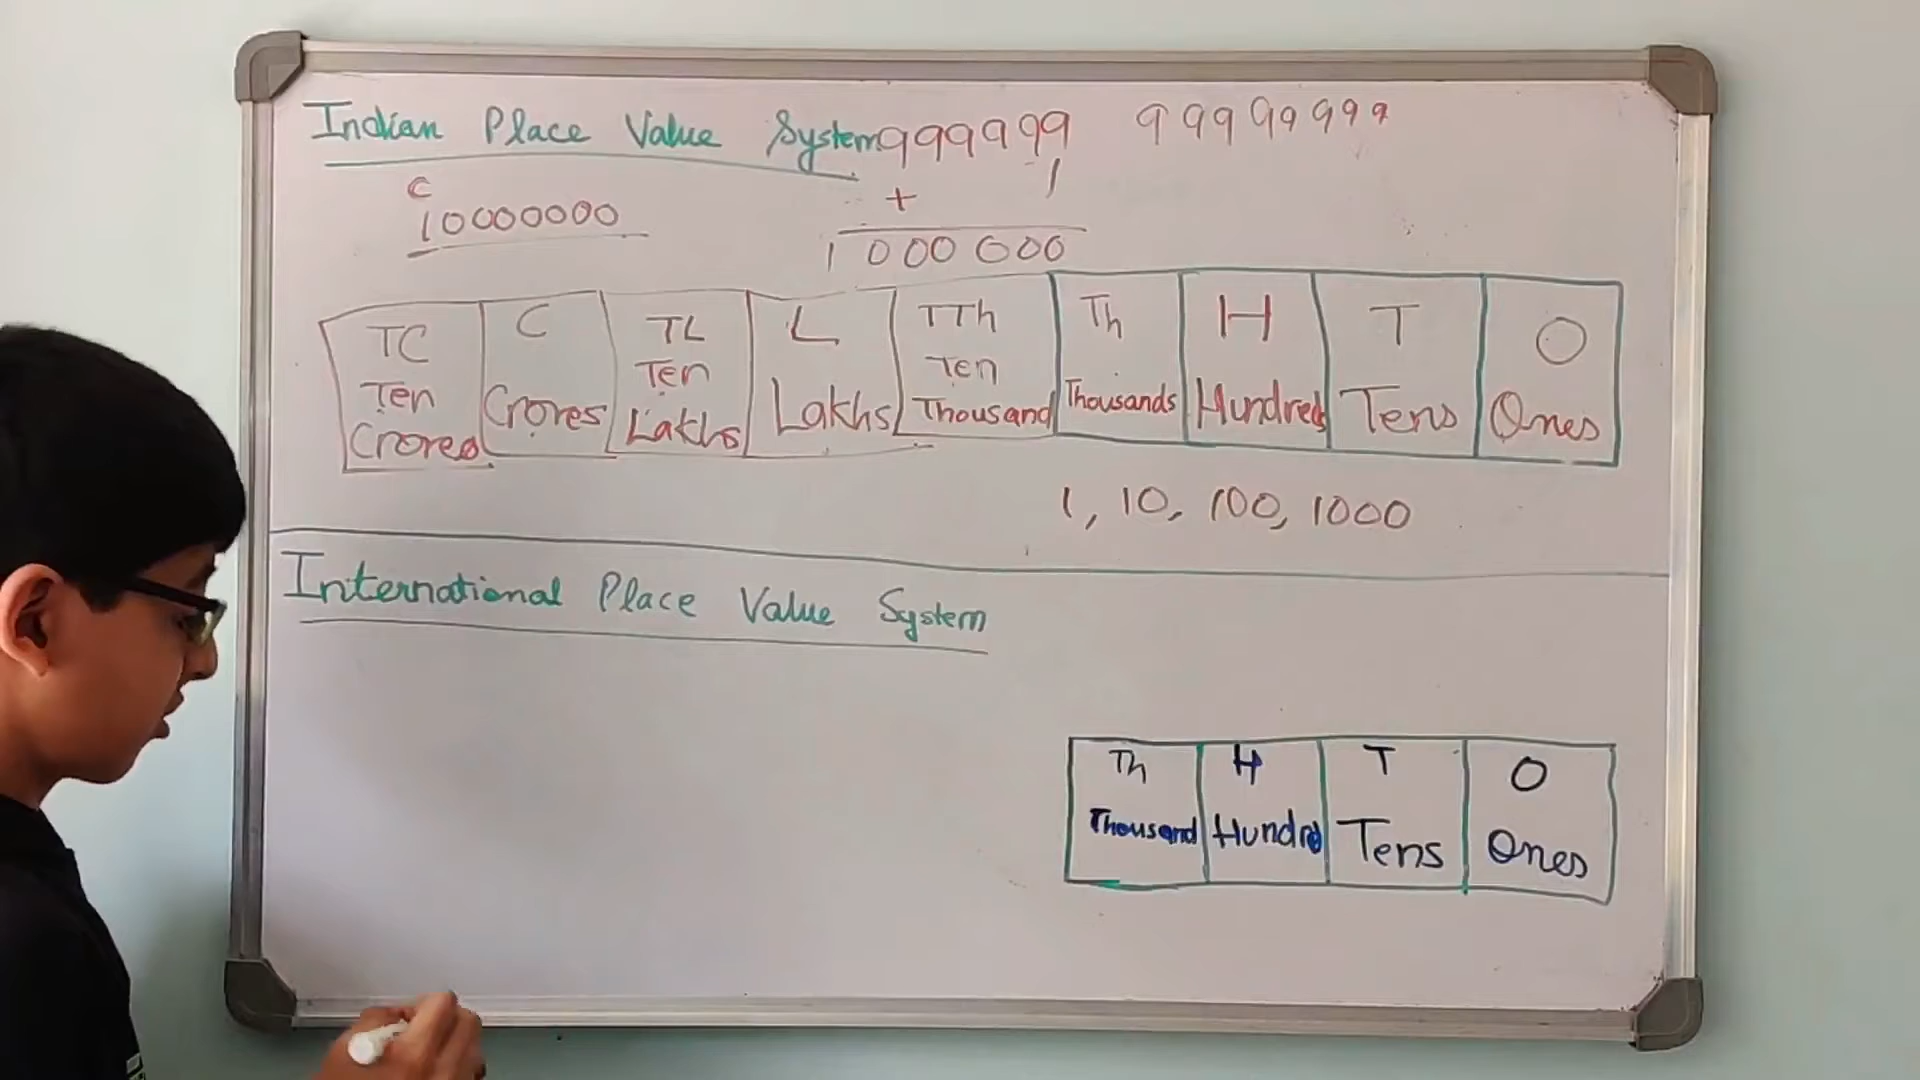 Indian Place Value System
999999
99999999
+ 1
1 000 000
C
10000000
TC C TL L TTh Th H T O
Ten Crores Crores Ten Lakhs Lakhs Ten Thousand Thousands Hundreds Tens Ones
1, 10, 100, 1000
International Place Value System
Th H T O
Thousand Hundred Tens Ones